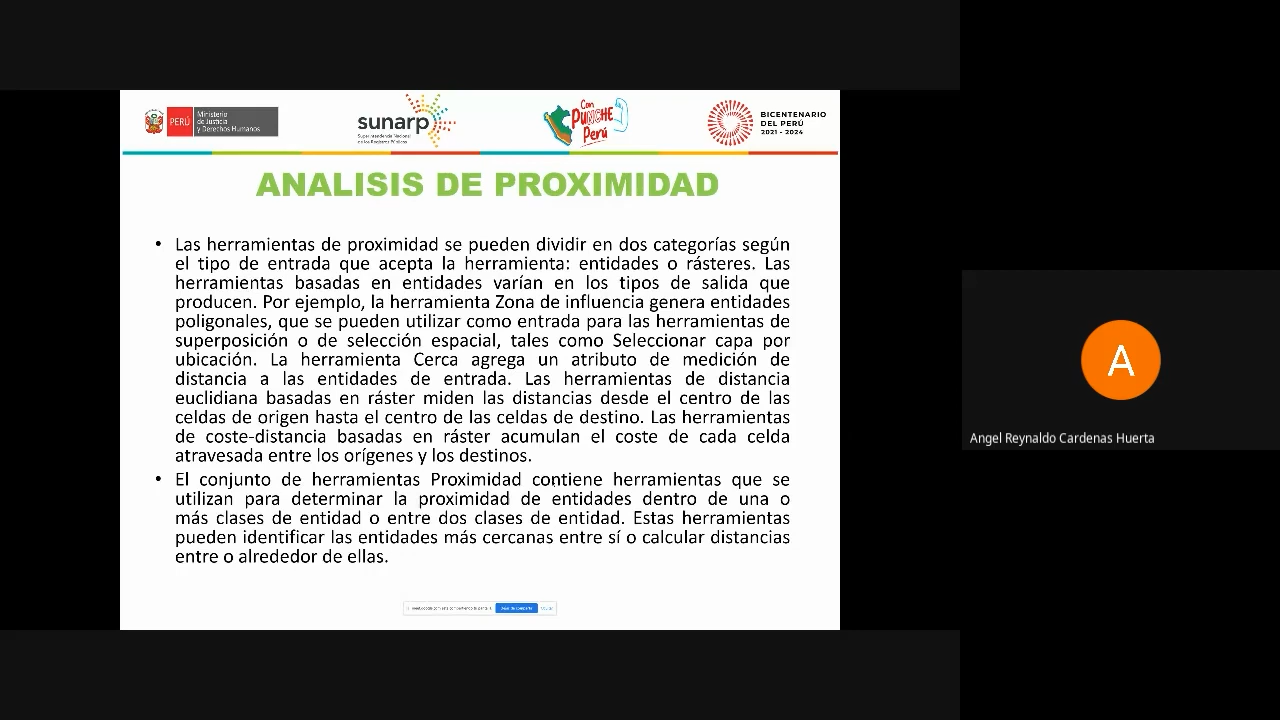 PERÚ
Ministerio
de Justicia
y Derechos Humanos
sunarp
Superintendencia Nacional
de los Registros Públicos
Con
PUNCHE
Perú
BICENTENARIO
DEL PERÚ
2021 - 2024
ANALISIS DE PROXIMIDAD
• Las herramientas de proximidad se pueden dividir en dos categorías según
el tipo de entrada que acepta la herramienta: entidades o rásteres. Las
herramientas basadas en entidades varían en los tipos de salida que
producen. Por ejemplo, la herramienta Zona de influencia genera entidades
poligonales, que se pueden utilizar como entrada para las herramientas de
superposición o de selección espacial, tales como Seleccionar capa por
ubicación. La herramienta Cerca agrega un atributo de medición de
distancia a las entidades de entrada. Las herramientas de distancia
euclidiana basadas en ráster miden las distancias desde el centro de las
celdas de origen hasta el centro de las celdas de destino. Las herramientas
de coste-distancia basadas en ráster acumulan el coste de cada celda
atravesada entre los orígenes y los destinos.
• El conjunto de herramientas Proximidad contiene herramientas que se
utilizan para determinar la proximidad de entidades dentro de una o
más clases de entidad o entre dos clases de entidad. Estas herramientas
pueden identificar las entidades más cercanas entre sí o calcular distancias
entre o alrededor de ellas.
A
Angel Reynaldo Cardenas Huerta